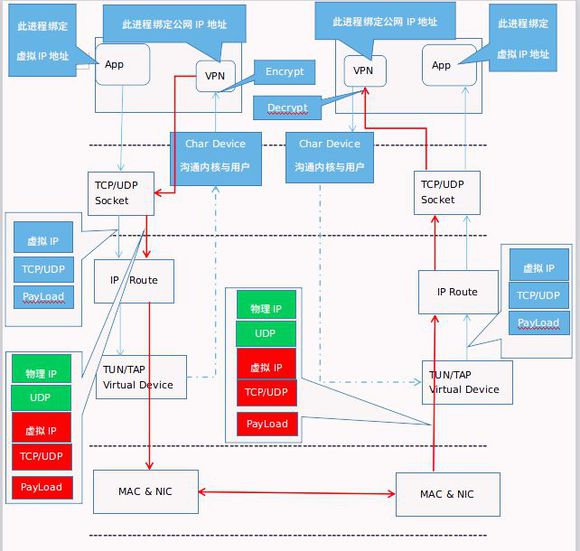 此进程绑定
虚拟 IP 地址
此进程绑定公网 IP 地址
此进程绑定公网 IP 地址
此进程绑定
虚拟 IP 地址
App
VPN
Encrypt
VPN
App
Decrypt
Char Device
沟通内核与用户
Char Device
沟通内核与用户
TCP/UDP
Socket
TCP/UDP
Socket
虚拟 IP
TCP/UDP
PayLoad
IP Route
虚拟 IP
TCP/UDP
PayLoad
IP Route
物理 IP
UDP
虚拟 IP
TCP/UDP
PayLoad
TUN/TAP
Virtual Device
物理 IP
UDP
虚拟 IP
TCP/UDP
PayLoad
TUN/TAP
Virtual Device
MAC & NIC
MAC & NIC